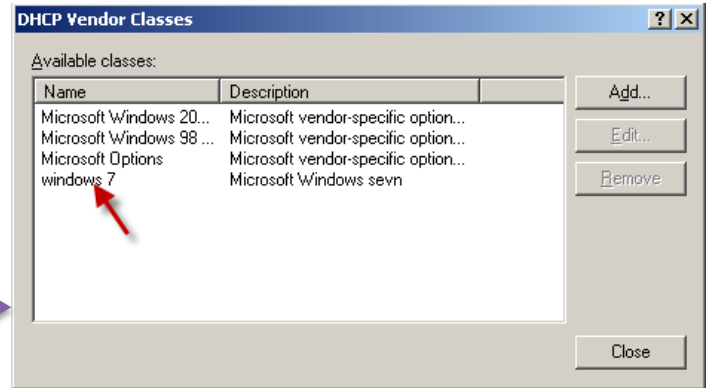 DHCP Vendor Classes
Available classes:
Name Description
Add...
Microsoft Windows 20... Microsoft vendor-specific option...
Microsoft Windows 98 ... Microsoft vendor-specific option...
Edit...
Microsoft Options Microsoft vendor-specific option...
windows 7 Microsoft Windows sevn
Remove
Close